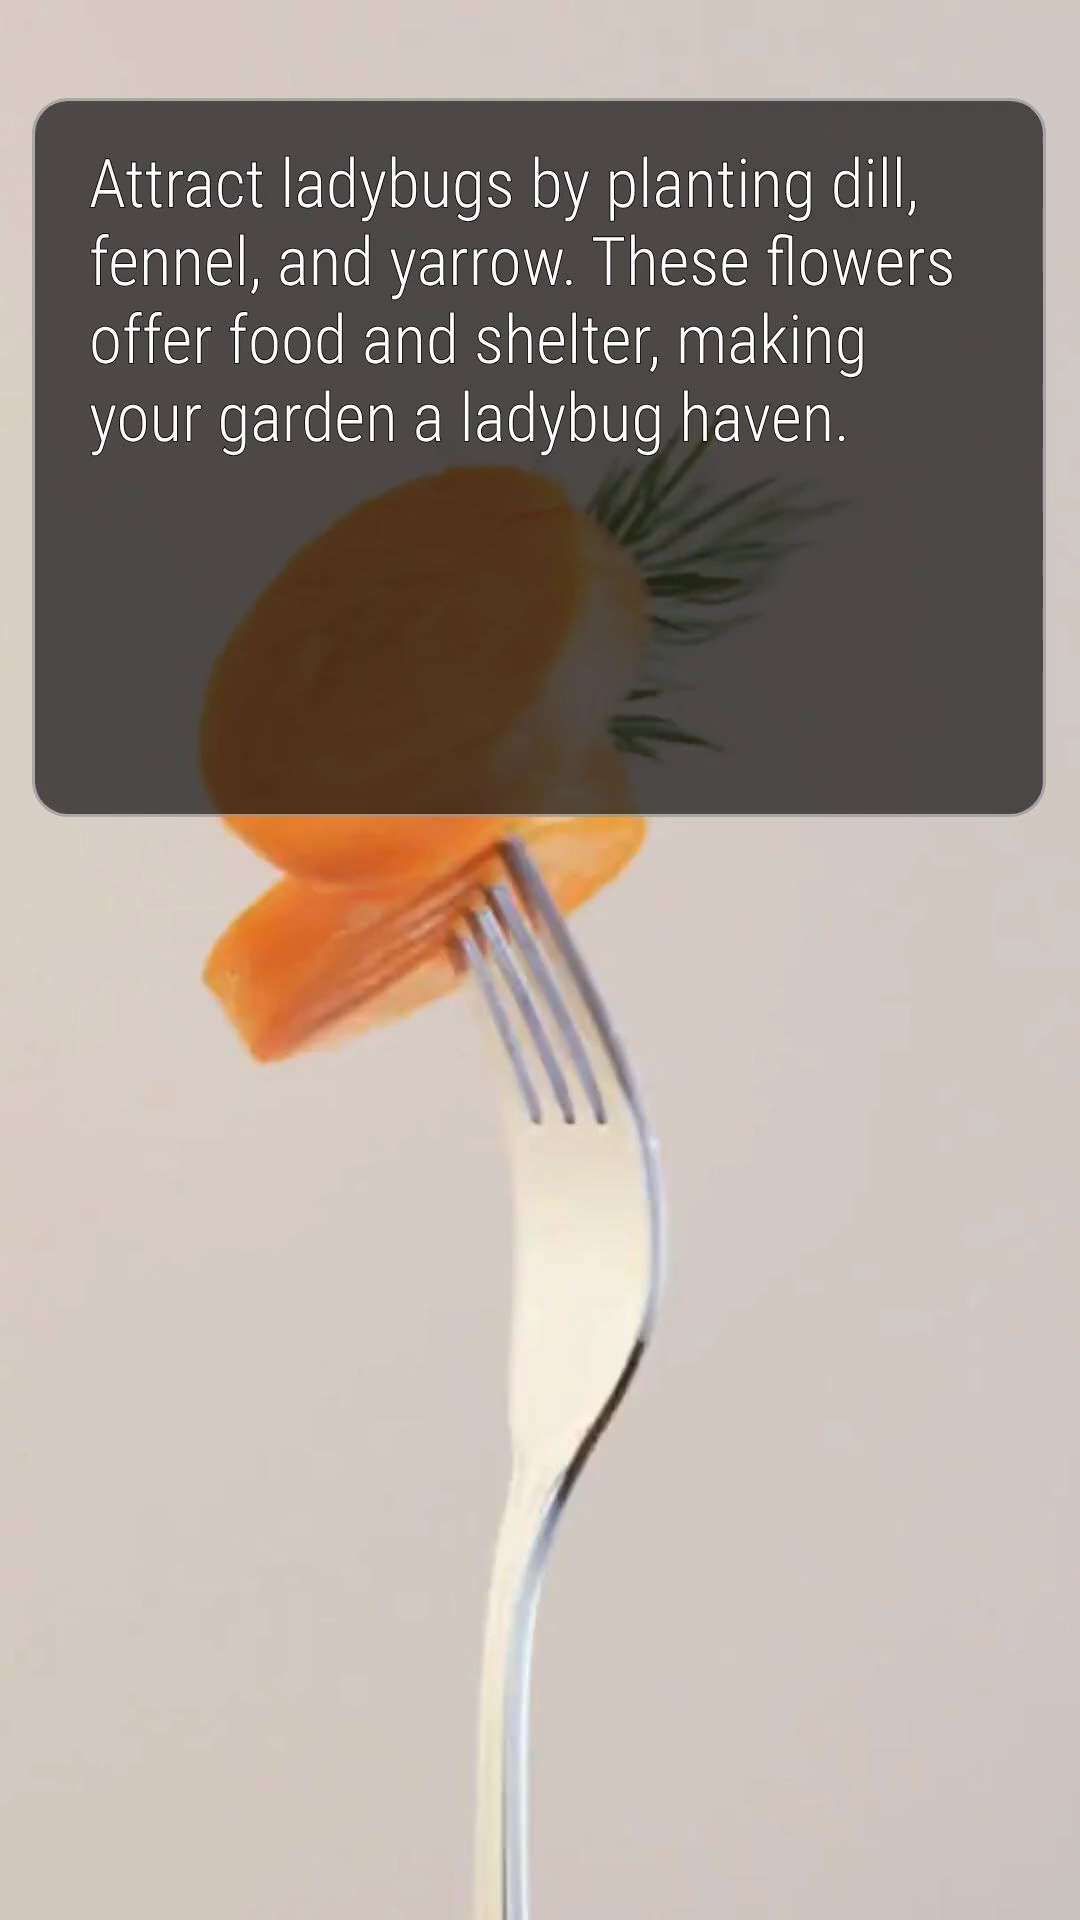 Attract ladybugs by planting dill,
fennel, and yarrow. These flowers
offer food and shelter, making
your garden a ladybug haven.